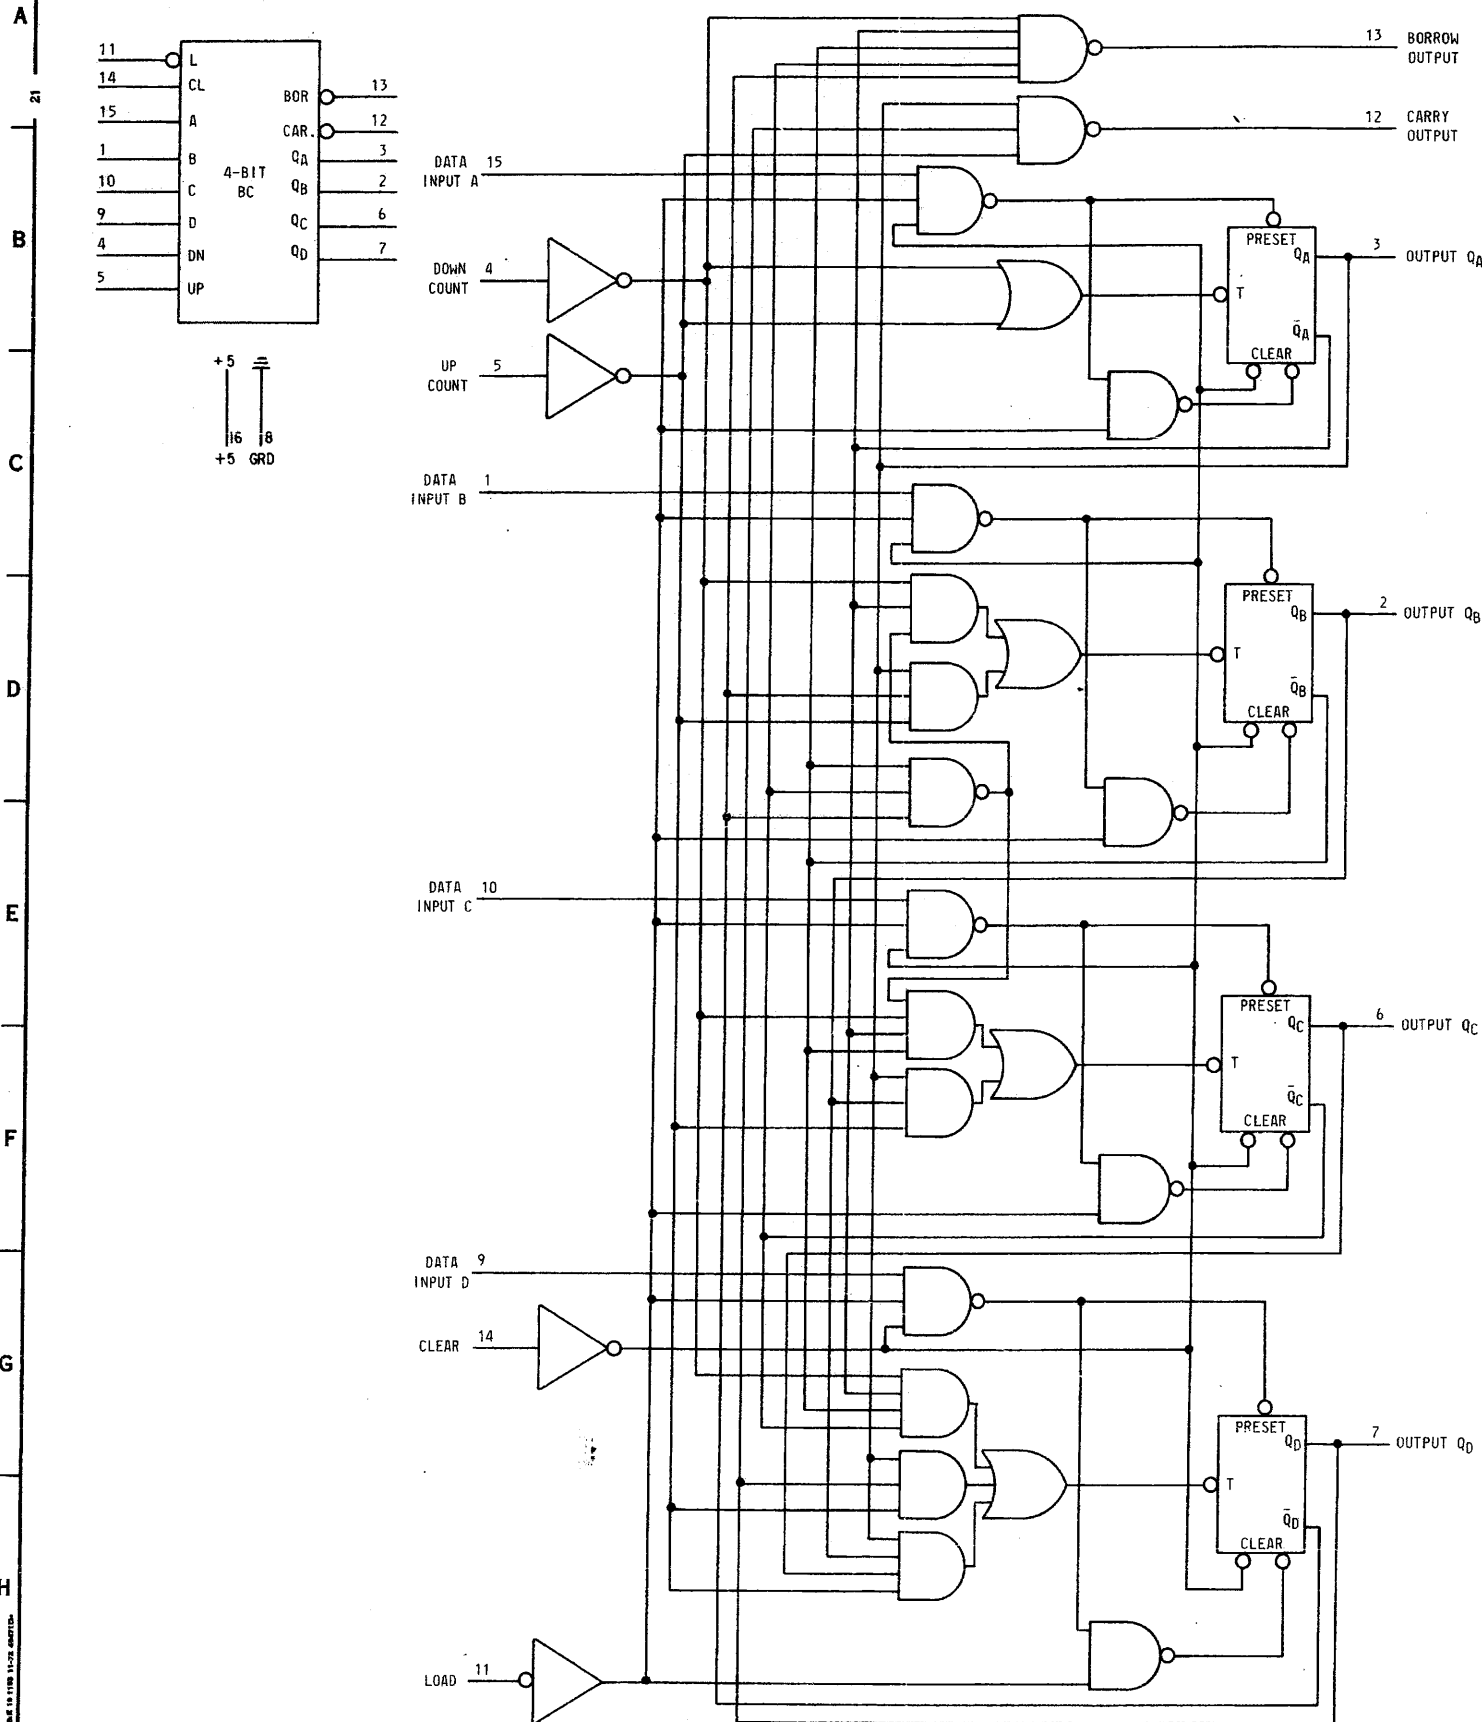 A
21
B
C
D
E
F
G
H
11
L
14
CL
15
A
1
B
10
C
9
D
4
DN
5
UP
4-BIT
BC
BOR
13
CAR.
12
QA
3
QB
2
QC
6
QD
7
+5
16
8
+5 GRD
13 BORROW
OUTPUT
12 CARRY
OUTPUT
DATA 15
INPUT A
DOWN 4
COUNT
UP 5
COUNT
PRESET
QA
T
Q̄A
CLEAR
3 OUTPUT QA
DATA 1
INPUT B
PRESET
QB
T
Q̄B
CLEAR
2 OUTPUT QB
DATA 10
INPUT C
PRESET
QC
T
Q̄C
CLEAR
6 OUTPUT QC
DATA 9
INPUT D
CLEAR 14
PRESET
QD
T
Q̄D
CLEAR
7 OUTPUT QD
LOAD 11